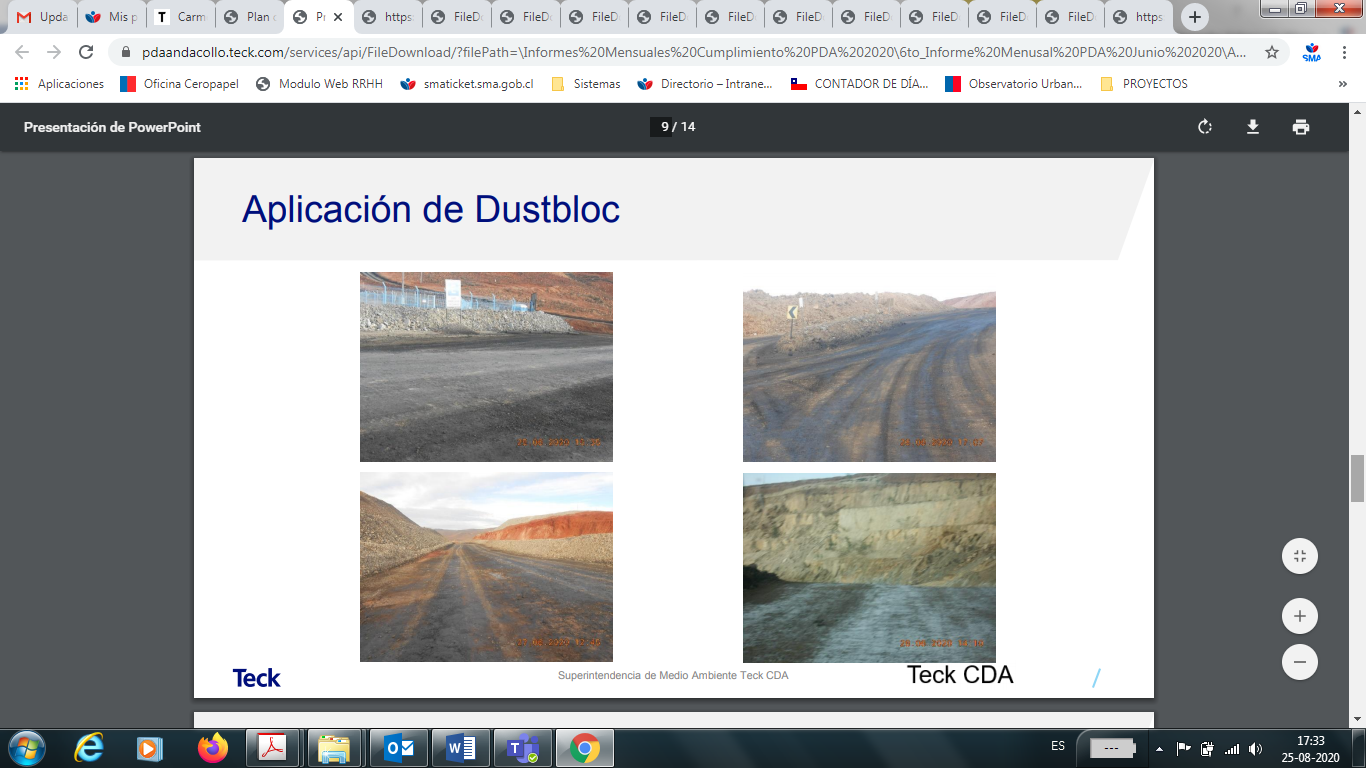 Upda
Mis p
Carm
Plan d
Pr
https
FileD
FileD
FileD
FileD
FileD
FileD
FileD
FileD
FileD
FileD
https
pdaandacollo.teck.com/services/api/FileDownload/?filePath=\Informes%20Mensuales%20Cumplimiento%20PDA%202020\6to_Informe%20Menusal%20PDA%20Junio%202020\A...
SMA
Aplicaciones
Oficina Ceropapel
Modulo Web RRHH
smaticket.sma.gob.cl
Sistemas
Directorio – Intrane...
CONTADOR DE DÍA...
Observatorio Urban...
PROYECTOS
»
Presentación de PowerPoint
9 / 14
Aplicación de Dustbloc
Teck
Superintendencia de Medio Ambiente Teck CDA
Teck CDA
/
ES
---
17:33
25-08-2020